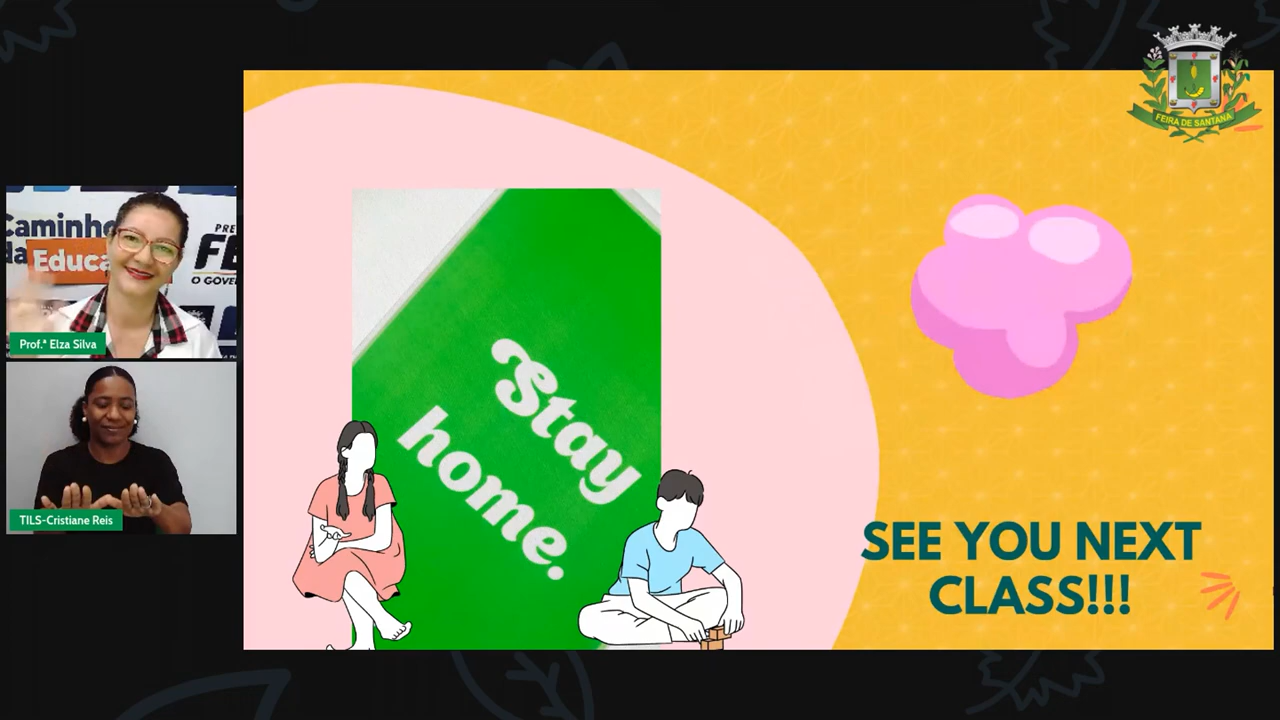 FEIRA DE SANTANA
Caminho
da Educa
PRE
FE
O GOVE
Prof.ª Elza Silva
TILS-Cristiane Reis
Stay
home.
SEE YOU NEXT
CLASS!!!